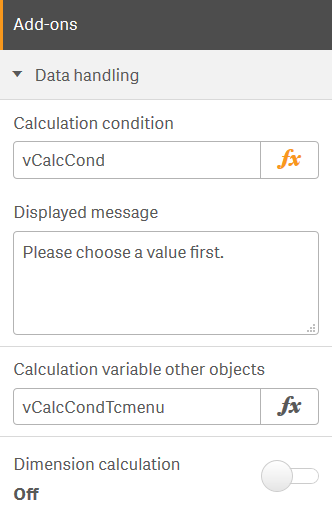 Add-ons
Data handling
Calculation condition
vCalcCond
fx
Displayed message
Please choose a value first.
Calculation variable other objects
vCalcCondTcmenu
fx
Dimension calculation
Off